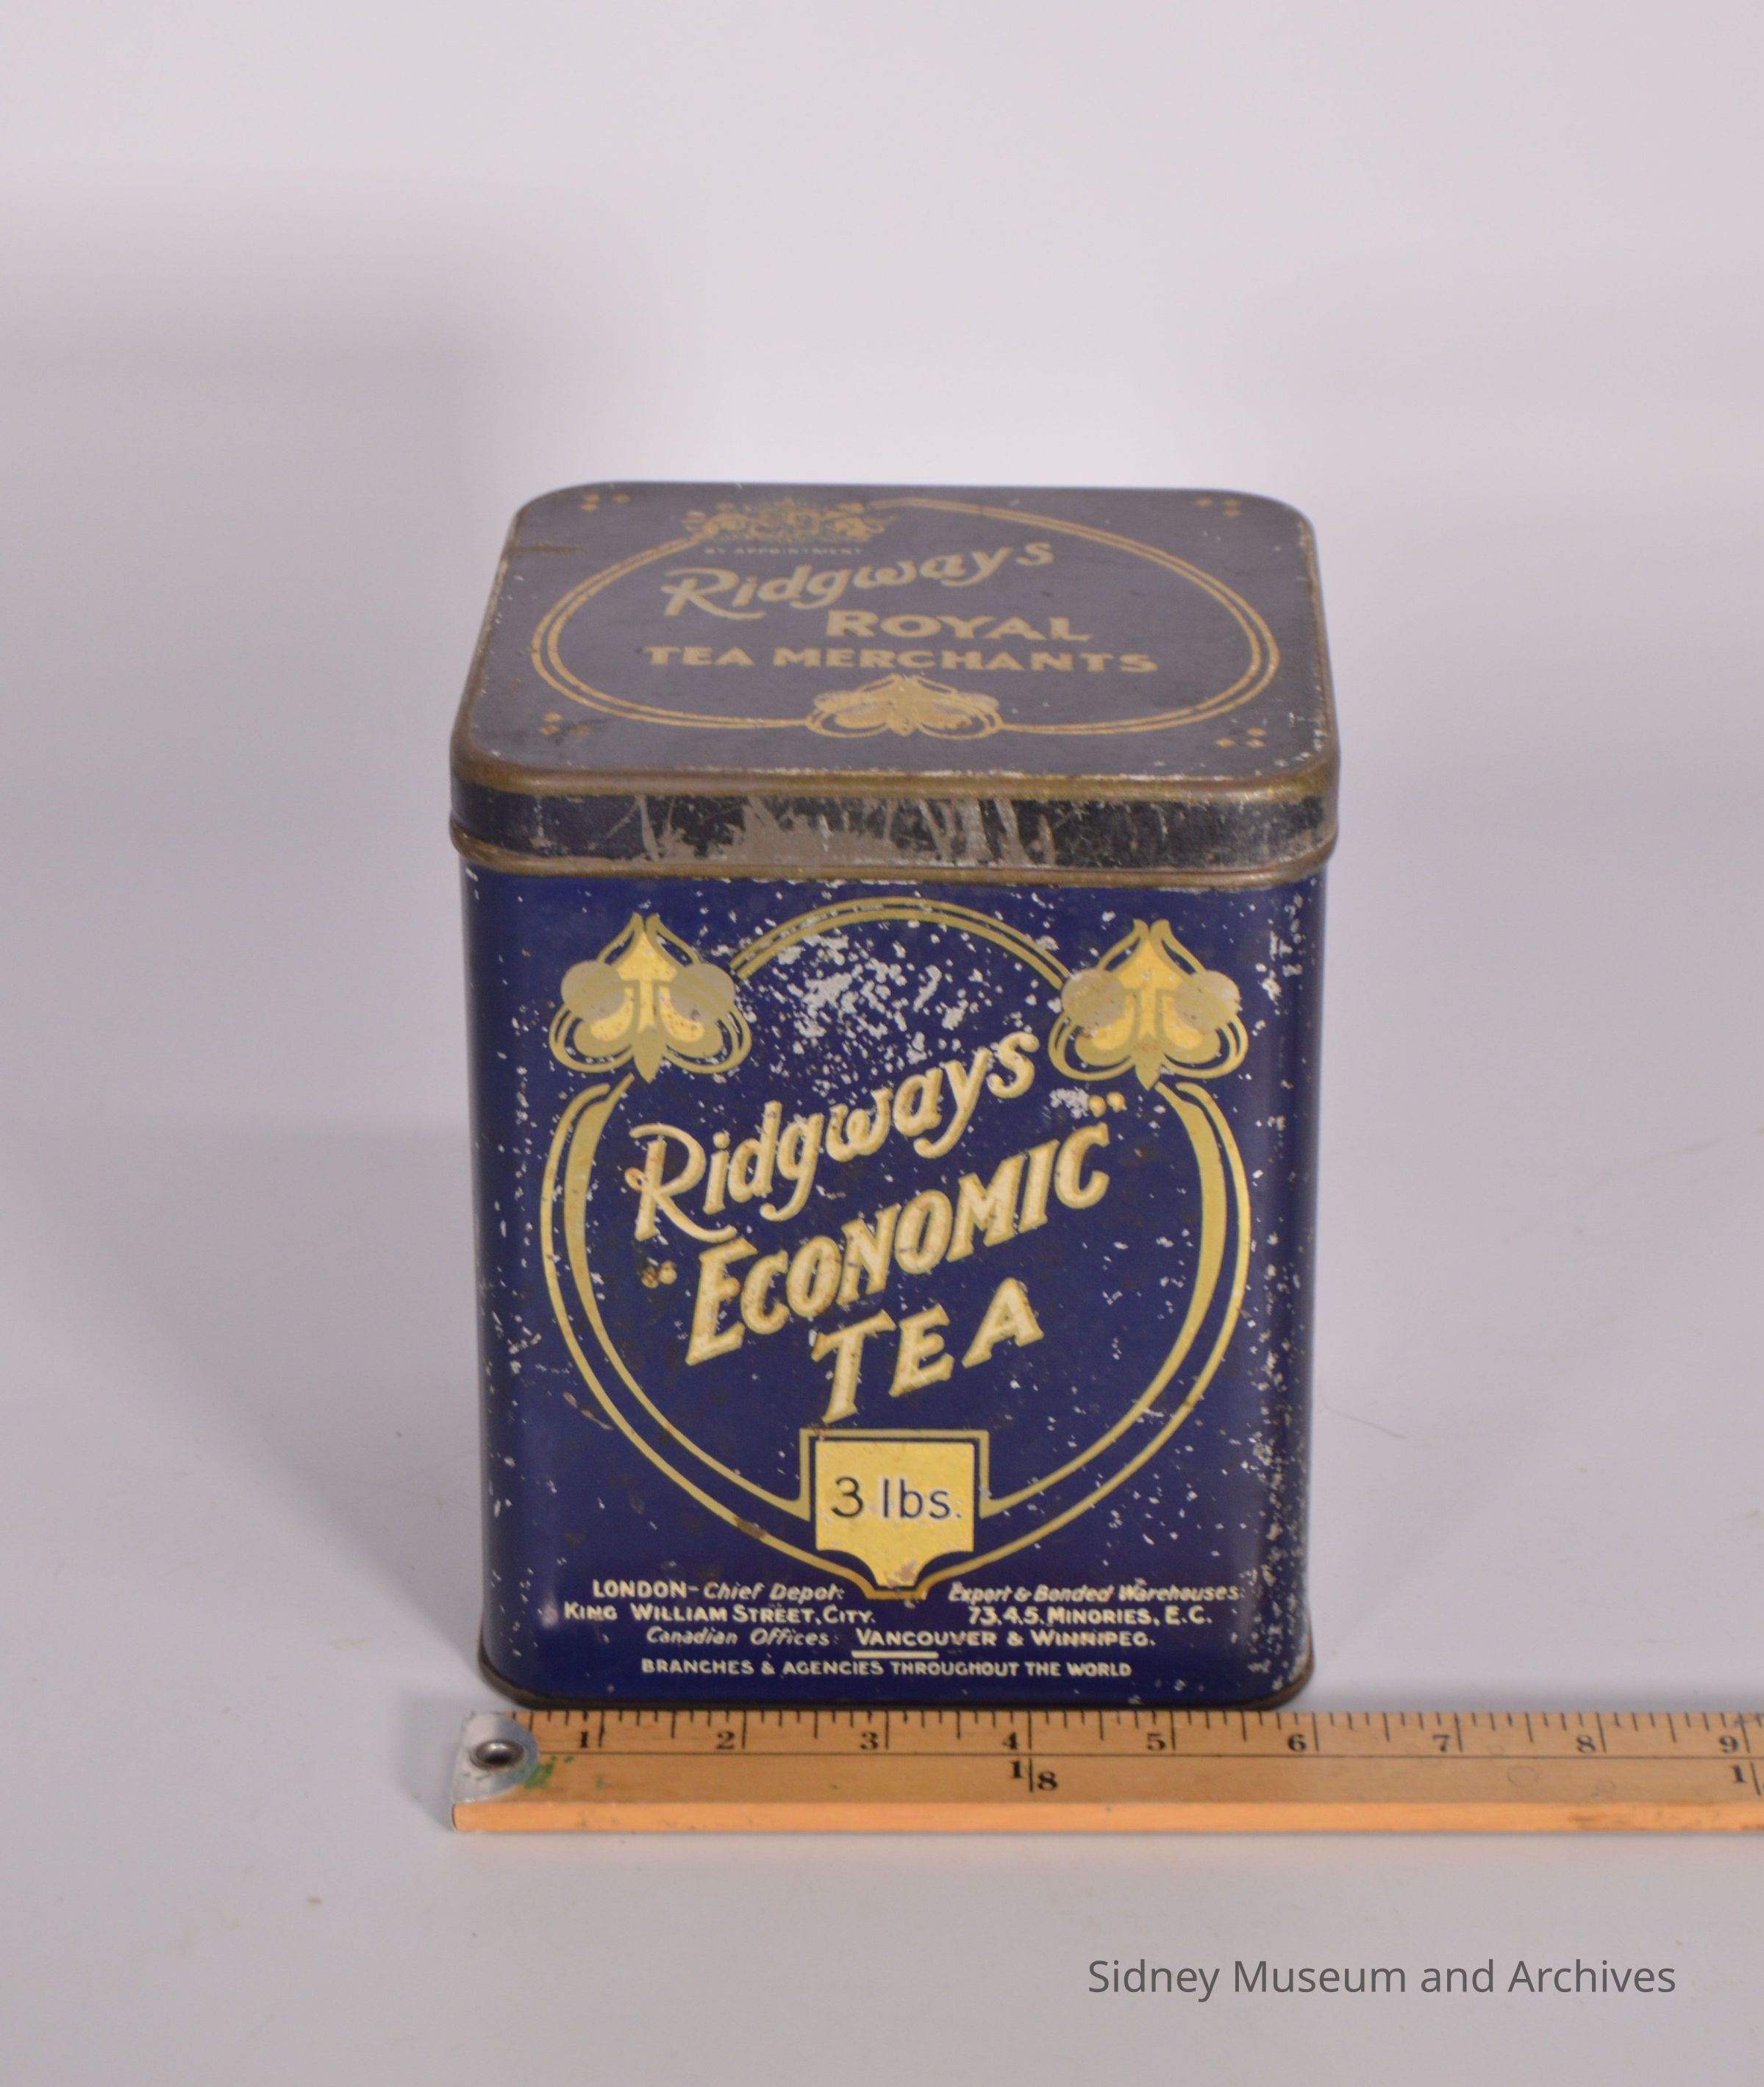 BY APPOINTMENT
Ridgways
ROYAL
TEA MERCHANTS
Ridgways
"ECONOMIC"
TEA
3 lbs.
LONDON- Chief Depot: Export & Bonded Warehouses:
KING WILLIAM STREET, CITY. 73.4.5. MINORIES, E.C.
Canadian Offices: VANCOUVER & WINNIPEG.
BRANCHES & AGENCIES THROUGHOUT THE WORLD
1 2 3 4 5 6 7 8 9
1/8 1
Sidney Museum and Archives